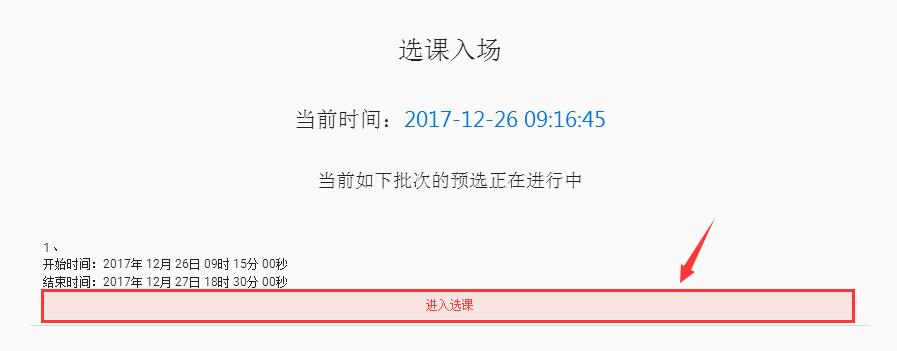 选课入场
当前时间：2017-12-26 09:16:45
当前如下批次的预选正在进行中
1、
开始时间：2017年 12月 26日 09时 15分 00秒
结束时间：2017年 12月 27日 18时 30分 00秒
进入选课